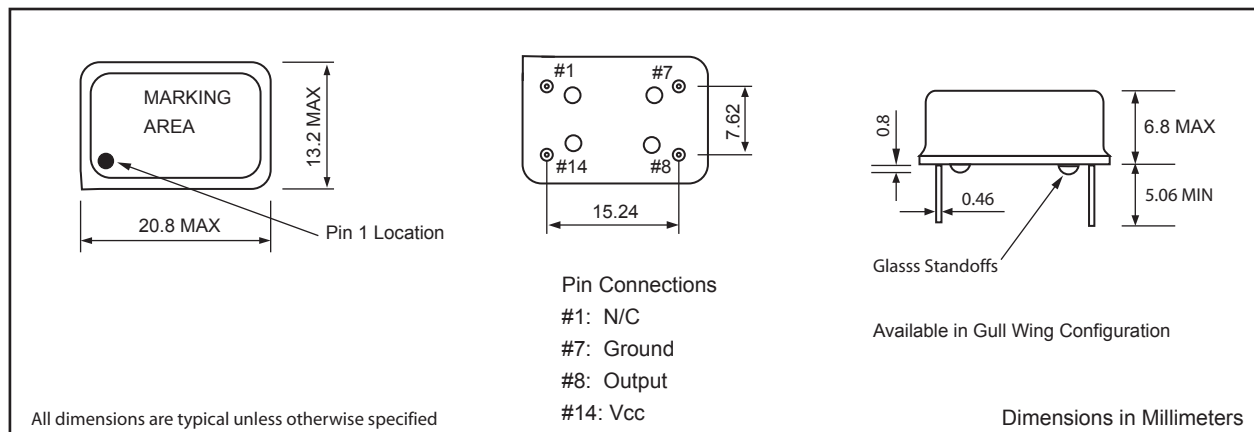 MARKING
AREA
13.2 MAX
20.8 MAX
Pin 1 Location
#1
#7
#14
#8
7.62
15.24
Pin Connections
#1: N/C
#7: Ground
#8: Output
#14: Vcc
0.8
0.46
6.8 MAX
5.06 MIN
Glasss Standoffs
Available in Gull Wing Configuration
All dimensions are typical unless otherwise specified
Dimensions in Millimeters